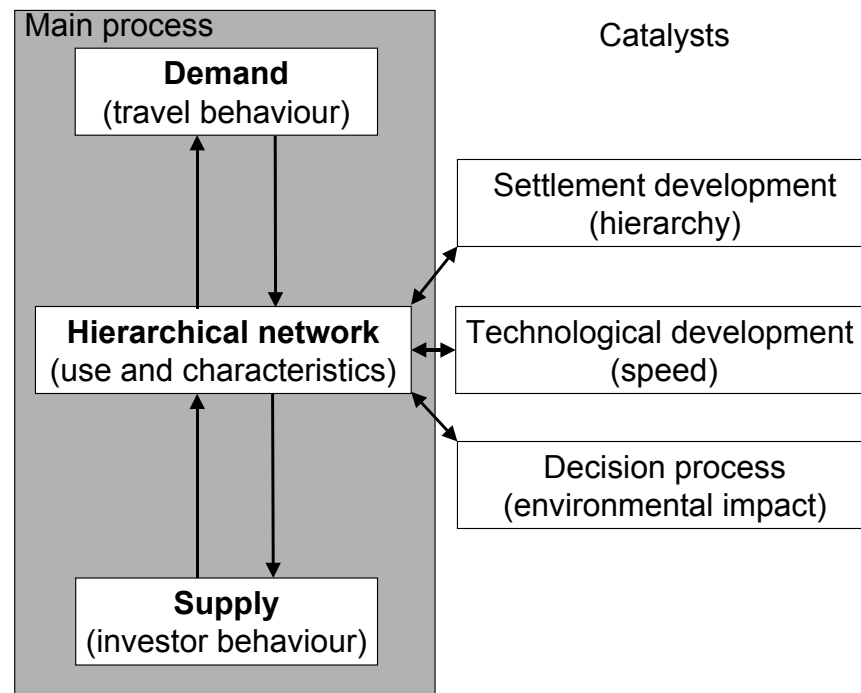 Main process
Catalysts
Demand
(travel behaviour)
Settlement development
(hierarchy)
Hierarchical network
(use and characteristics)
Technological development
(speed)
Decision process
(environmental impact)
Supply
(investor behaviour)